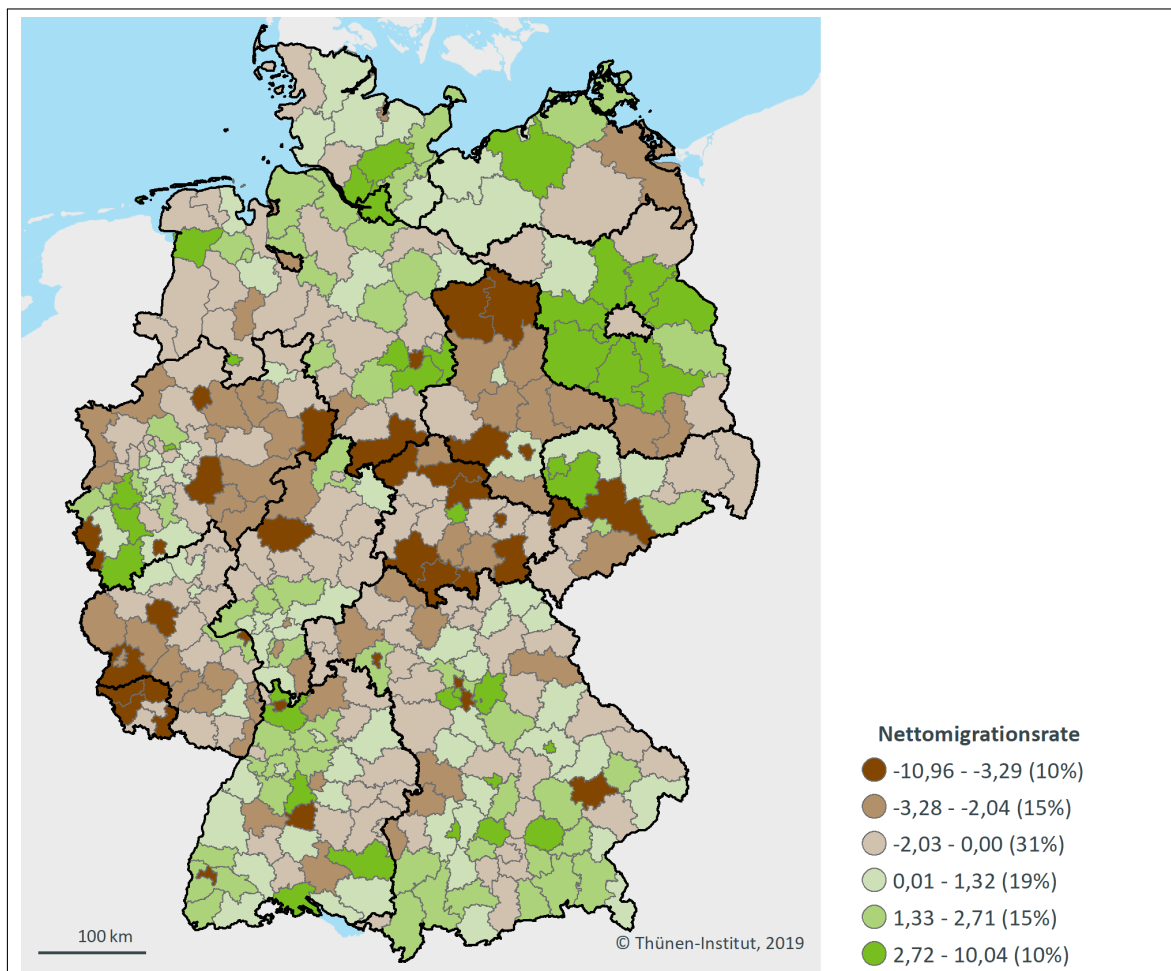 Nettomigrationsrate
-10,96 - -3,29 (10%)
-3,28 - -2,04 (15%)
-2,03 - 0,00 (31%)
0,01 - 1,32 (19%)
1,33 - 2,71 (15%)
2,72 - 10,04 (10%)
100 km
© Thünen-Institut, 2019